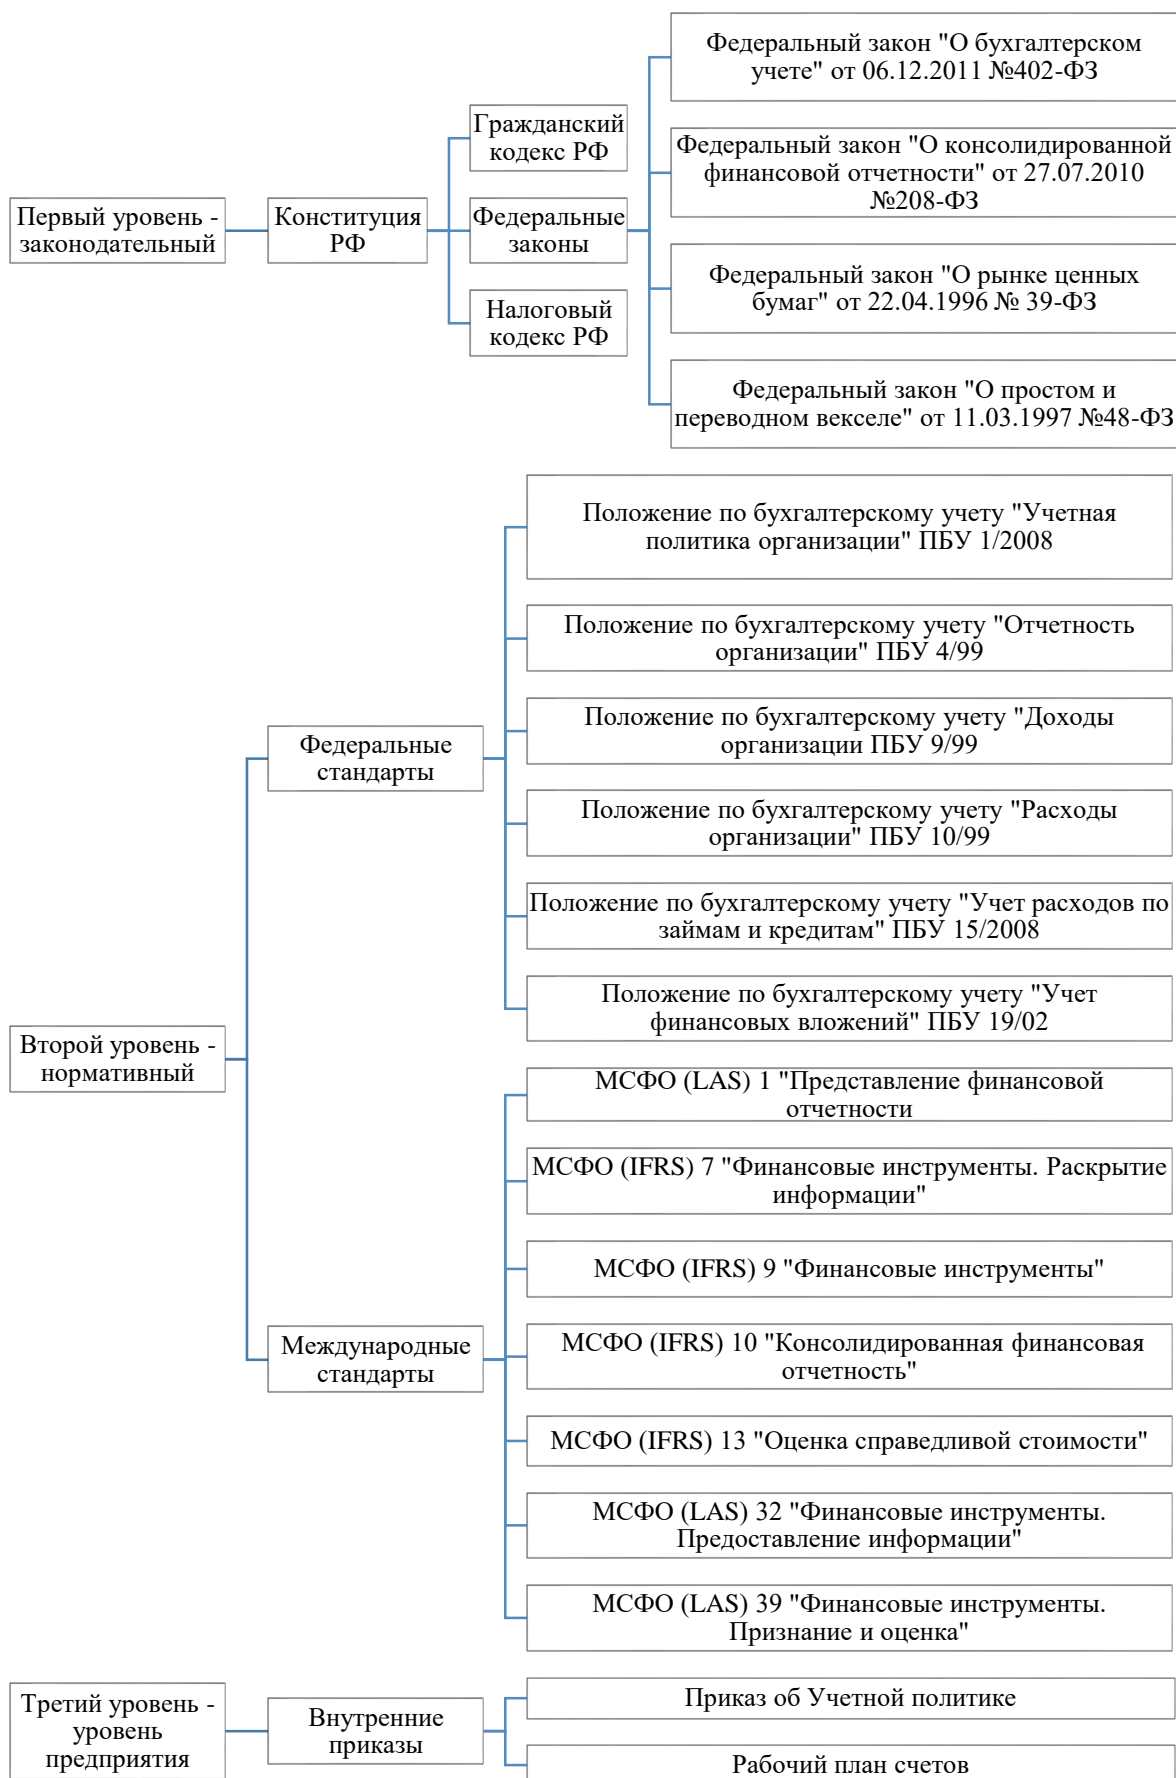 Первый уровень -
законодательный
Конституция
РФ
Гражданский
кодекс РФ
Федеральные
законы
Налоговый
кодекс РФ
Федеральный закон "О бухгалтерском
учете" от 06.12.2011 №402-ФЗ
Федеральный закон "О консолидированной
финансовой отчетности" от 27.07.2010
№208-ФЗ
Федеральный закон "О рынке ценных
бумаг" от 22.04.1996 № 39-ФЗ
Федеральный закон "О простом и
переводном векселе" от 11.03.1997 №48-ФЗ
Второй уровень -
нормативный
Федеральные
стандарты
Положение по бухгалтерскому учету "Учетная
политика организации" ПБУ 1/2008
Положение по бухгалтерскому учету "Отчетность
организации" ПБУ 4/99
Положение по бухгалтерскому учету "Доходы
организации ПБУ 9/99
Положение по бухгалтерскому учету "Расходы
организации" ПБУ 10/99
Положение по бухгалтерскому учету "Учет расходов по
займам и кредитам" ПБУ 15/2008
Положение по бухгалтерскому учету "Учет
финансовых вложений" ПБУ 19/02
Международные
стандарты
МСФО (LAS) 1 "Представление финансовой
отчетности
МСФО (IFRS) 7 "Финансовые инструменты. Раскрытие
информации"
МСФО (IFRS) 9 "Финансовые инструменты"
МСФО (IFRS) 10 "Консолидированная финансовая
отчетность"
МСФО (IFRS) 13 "Оценка справедливой стоимости"
МСФО (LAS) 32 "Финансовые инструменты.
Предоставление информации"
МСФО (LAS) 39 "Финансовые инструменты.
Признание и оценка"
Третий уровень -
уровень
предприятия
Внутренние
приказы
Приказ об Учетной политике
Рабочий план счетов